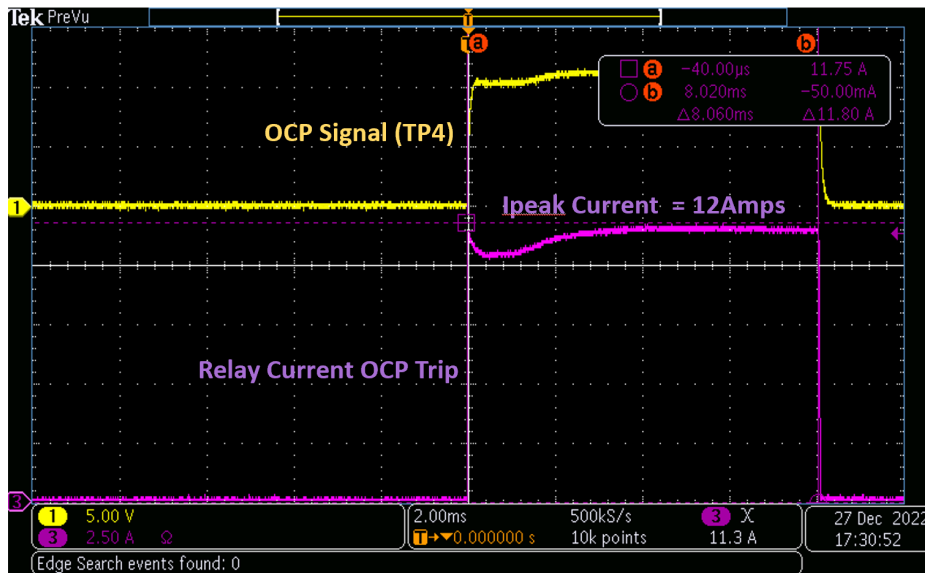 Tek PreVu
T
T a
b
a -40.00µs 11.75 A
b 8.020ms -50.00mA
Δ8.060ms Δ11.80 A
OCP Signal (TP4)
1
Ipeak Current = 12Amps
Relay Current OCP Trip
3
1 5.00 V
3 2.50 A Ω
2.00ms 500kS/s
T→▼0.000000 s 10k points
3 X
11.3 A
27 Dec 2022
17:30:52
Edge Search events found: 0